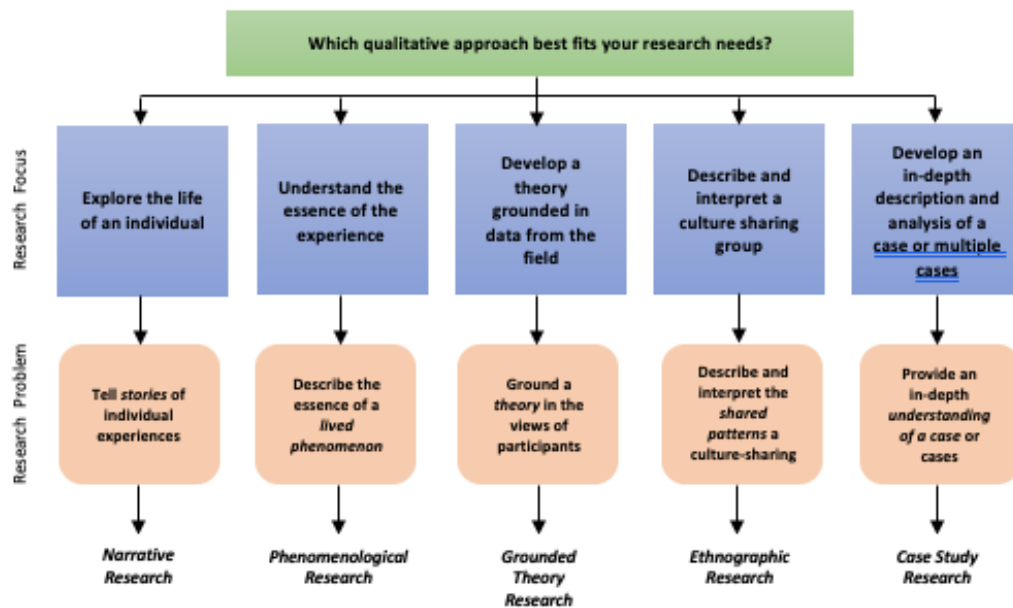 Which qualitative approach best fits your research needs?
Research Focus
Explore the life
of an individual
Understand the
essence of the
experience
Develop a
theory
grounded in
data from the
field
Describe and
interpret a
culture sharing
group
Develop an
in-depth
description and
analysis of a
case or multiple
cases
Research Problem
Tell stories of
individual
experiences
Describe the
essence of a
lived
phenomenon
Ground a
theory in the
views of
participants
Describe and
interpret the
shared
patterns a
culture-sharing
Provide an
in-depth
understanding
of a case or
cases
Narrative
Research
Phenomenological
Research
Grounded
Theory
Research
Ethnographic
Research
Case Study
Research